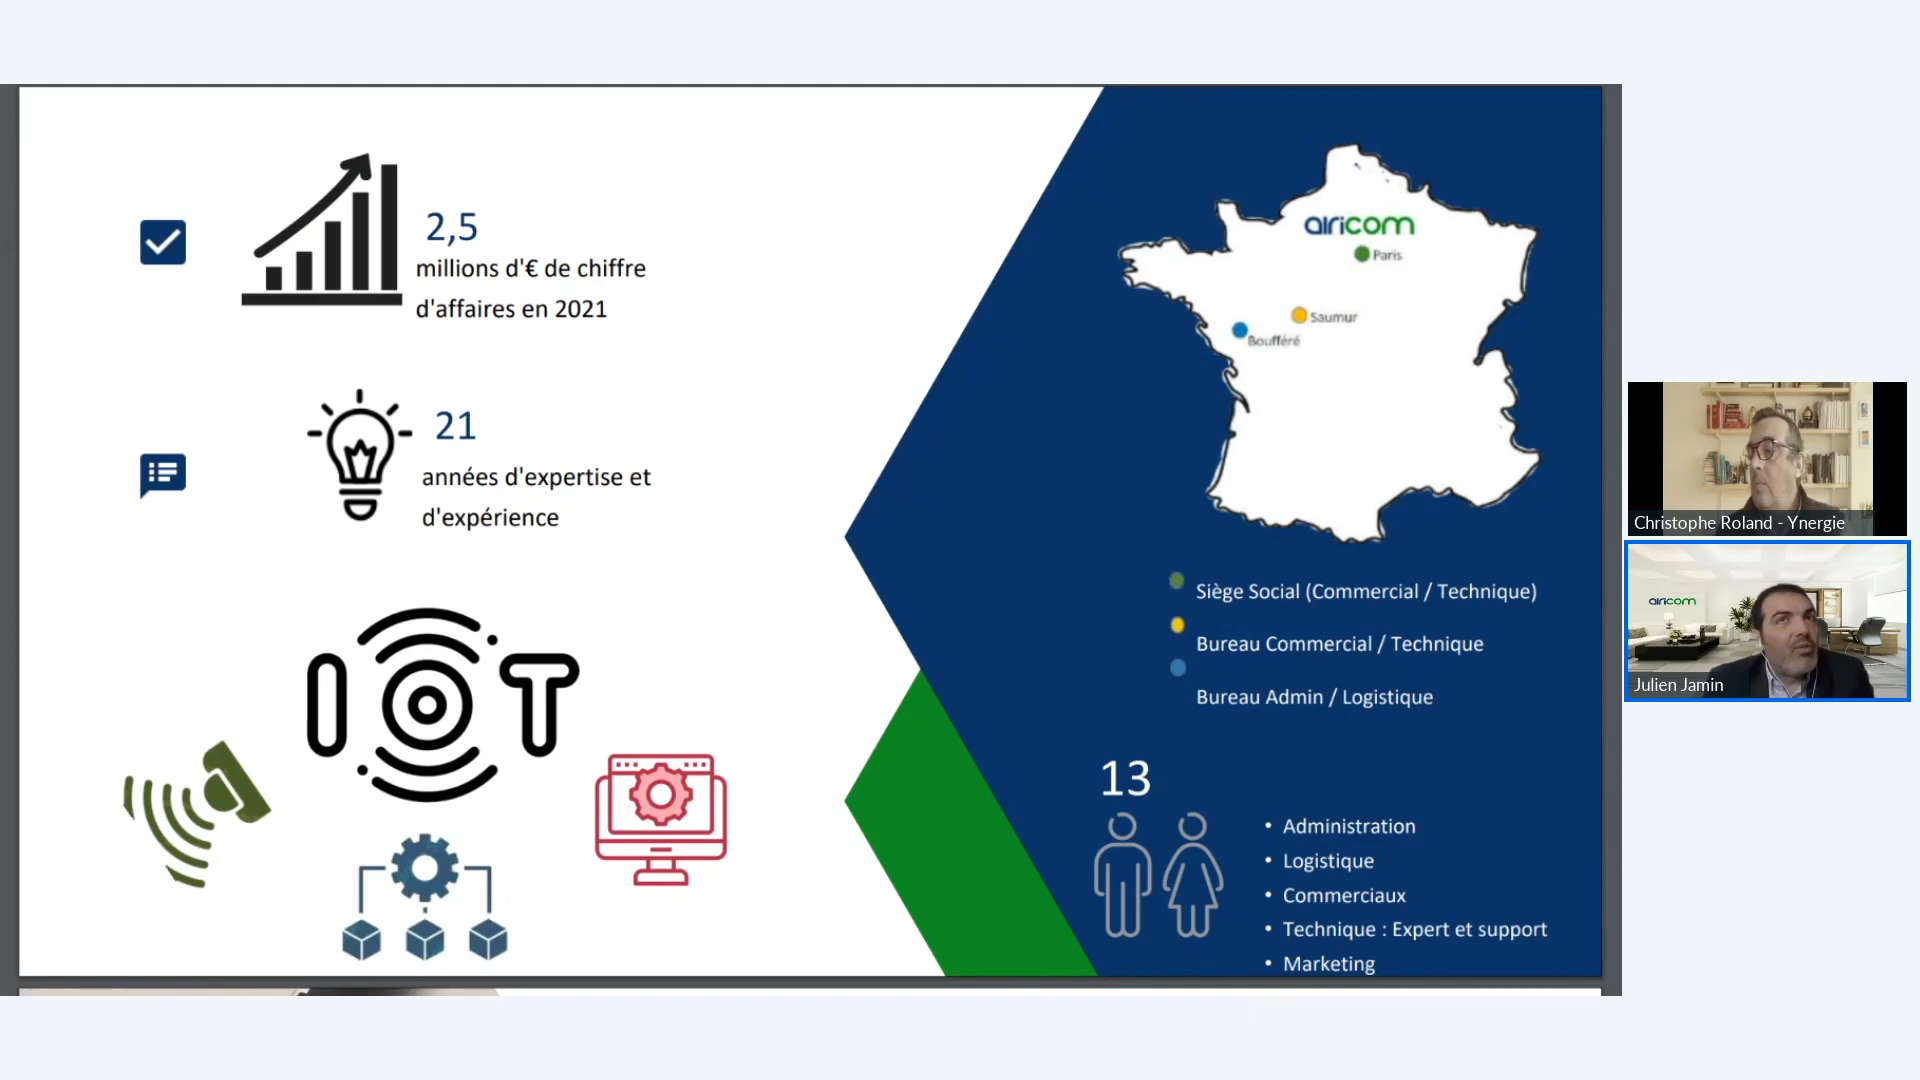 2,5
millions d'€ de chiffre
d'affaires en 2021
21
années d'expertise et
d'expérience
IOT
airicom
Paris
Saumur
Boufféré
Siège Social (Commercial / Technique)
Bureau Commercial / Technique
Bureau Admin / Logistique
13
• Administration
• Logistique
• Commerciaux
• Technique : Expert et support
• Marketing
Christophe Roland - Ynergie
airicom
Julien Jamin